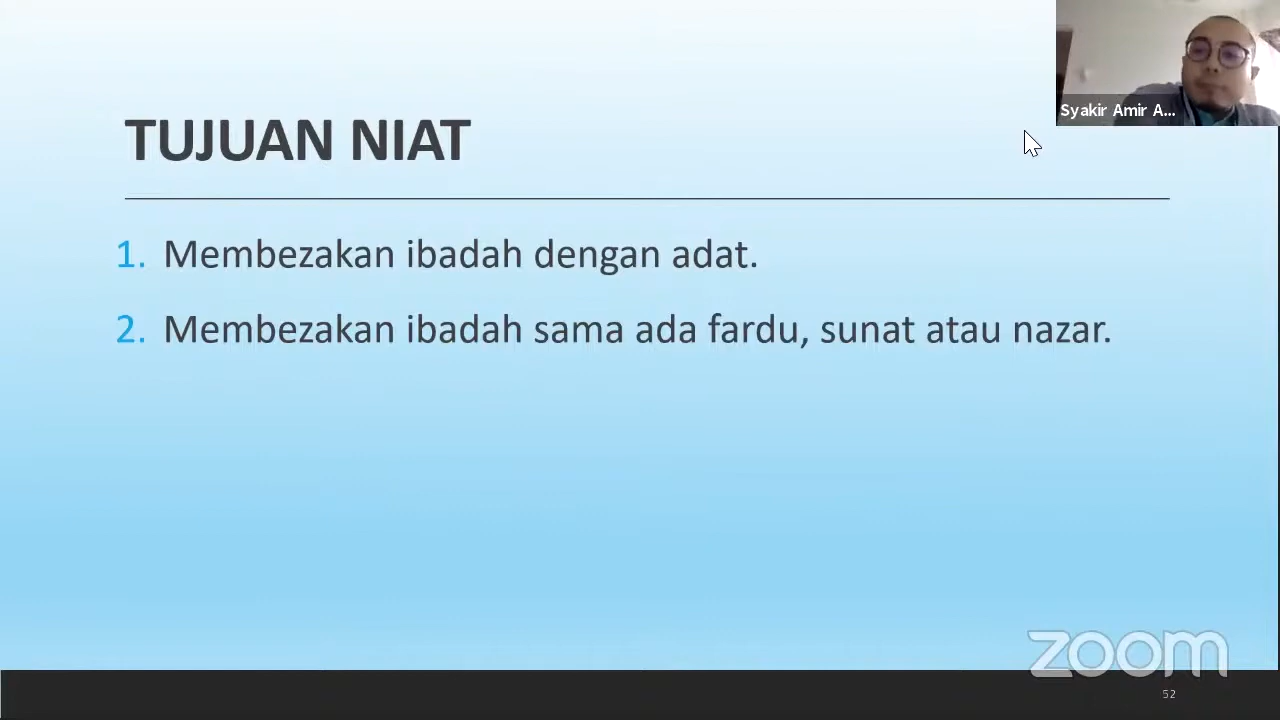 Syakir Amir A...
TUJUAN NIAT
1. Membezakan ibadah dengan adat.
2. Membezakan ibadah sama ada fardu, sunat atau nazar.
zoom
52